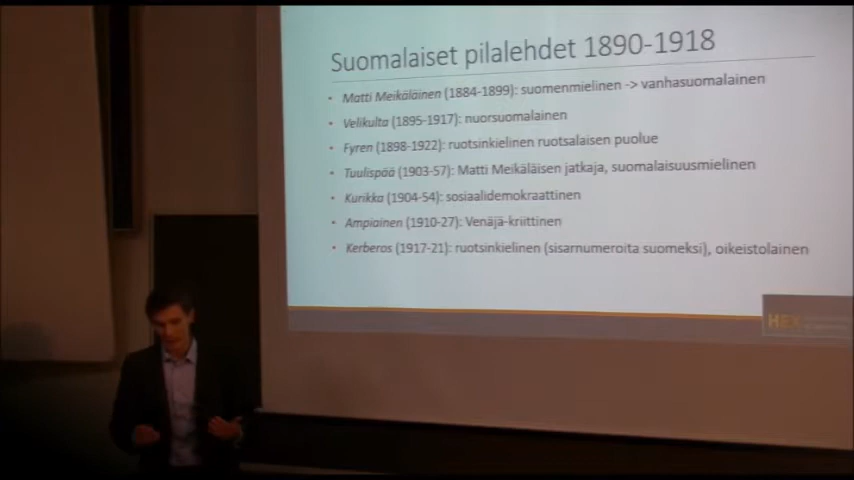 Suomalaiset pilalehdet 1890-1918
• Matti Meikäläinen (1884-1899): suomenmielinen -> vanhasuomalainen
• Velikulta (1895-1917): nuorsuomalainen
• Fyren (1898-1922): ruotsinkielinen ruotsalaisen puolue
• Tuulispää (1903-57): Matti Meikäläisen jatkaja, suomalaisuusmielinen
• Kurikka (1904-54): sosiaalidemokraattinen
• Ampiainen (1910-27): Venäjä-kriittinen
• Kerberos (1917-21): ruotsinkielinen (sisarnumeroita suomeksi), oikeistolainen